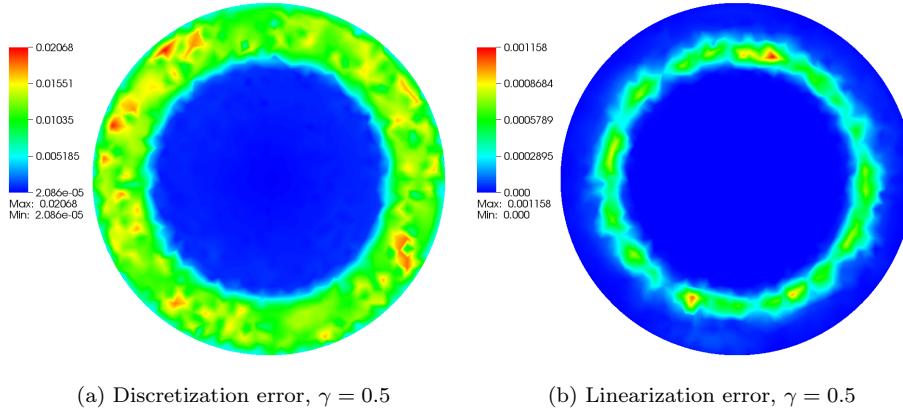 0.02068
0.01551
0.01035
0.005185
2.086e-05
Max: 0.02068
Min: 2.086e-05
0.001158
0.0008684
0.0005789
0.0002895
0.000
Max: 0.001158
Min: 0.000
(a) Discretization error, γ = 0.5
(b) Linearization error, γ = 0.5